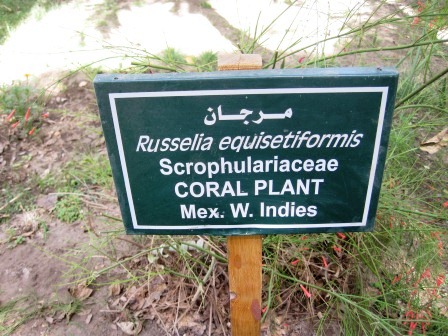 مرجان
Russelia equisetiformis
Scrophulariaceae
CORAL PLANT
Mex. W. Indies